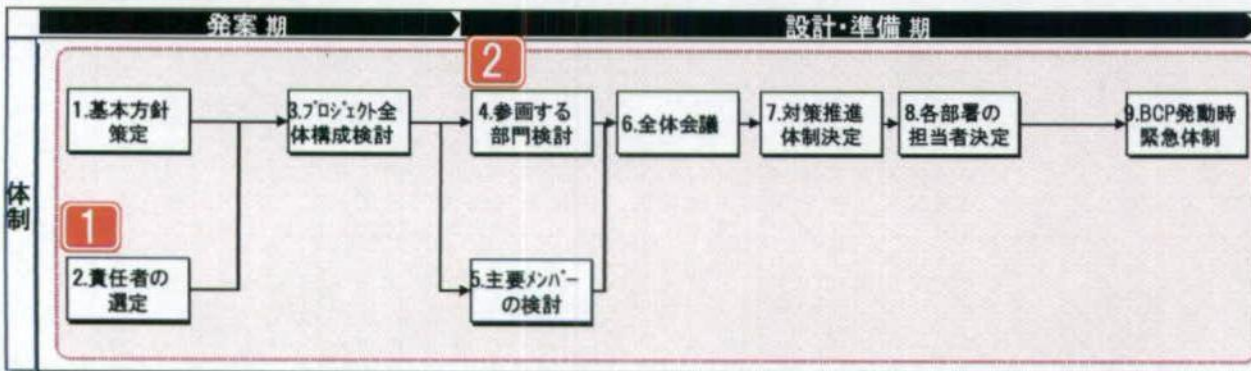 発案期
設計・準備期
体制
1
2
1.基本方針
策定
2.責任者の
選定
3.プロジェクト全
体構成検討
4.参画する
部門検討
5.主要メンバー
の検討
6.全体会議
7.対策推進
体制決定
8.各部署の
担当者決定
9.BCP発動時
緊急体制